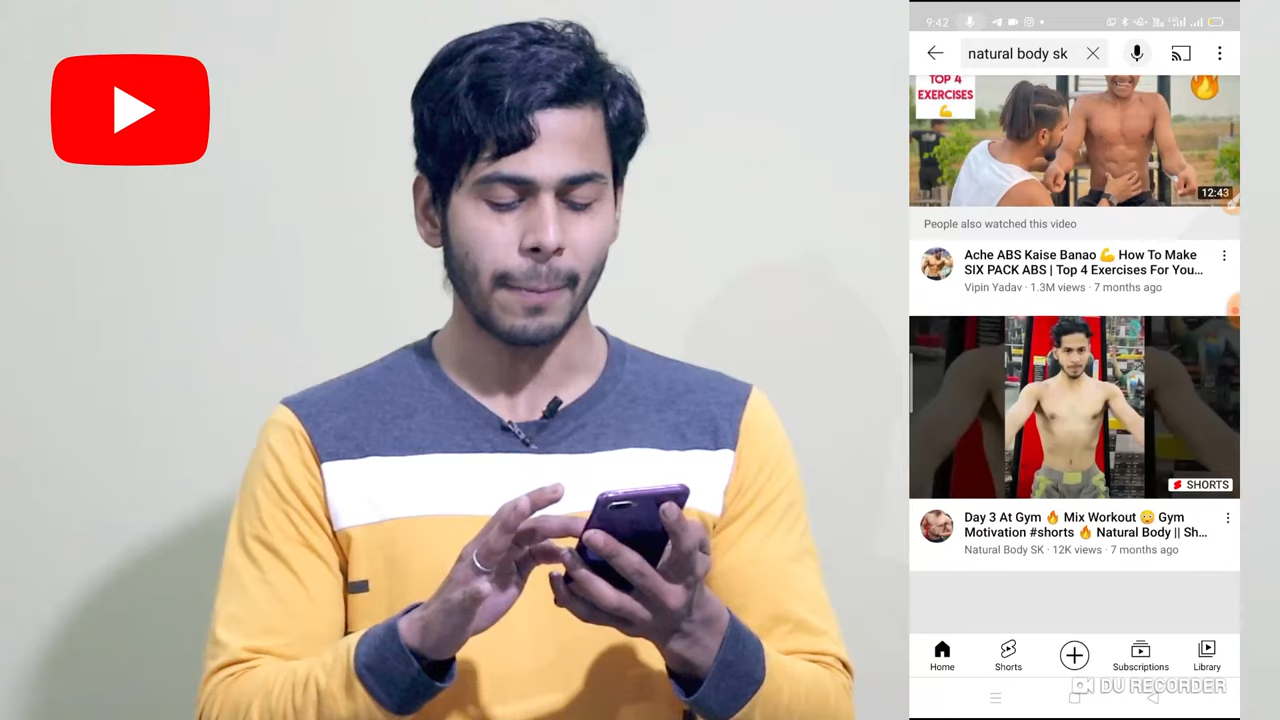 9:42
natural body sk
TOP 4
EXERCISES
12:43
People also watched this video
Ache ABS Kaise Banao 💪 How To Make
SIX PACK ABS | Top 4 Exercises For You...
Vipin Yadav · 1.3M views · 7 months ago
SHORTS
Day 3 At Gym 🔥 Mix Workout 😳 Gym
Motivation #shorts 🔥 Natural Body || Sh...
Natural Body SK · 12K views · 7 months ago
Home
Shorts
Subscriptions
Library
DU RECORDER